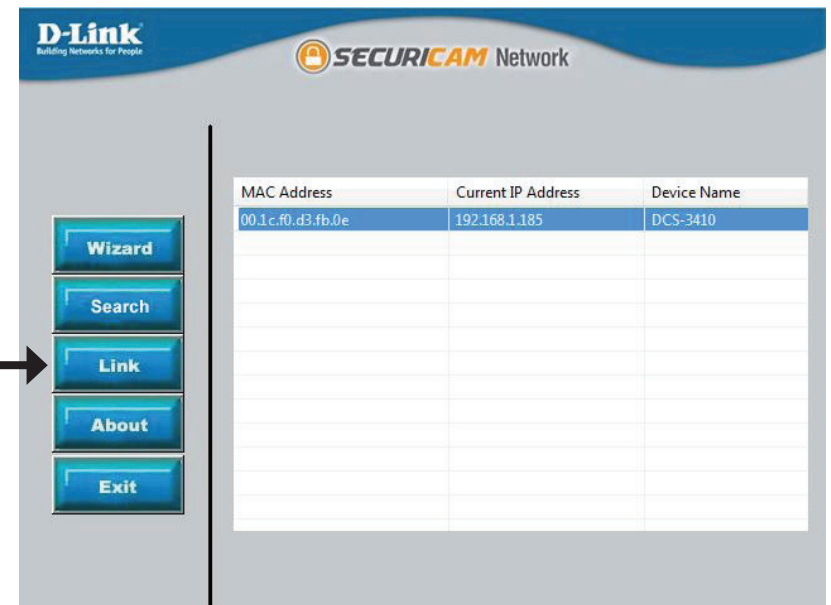 D-Link
Building Networks for People
SECURICAM Network
MAC Address Current IP Address Device Name
00.1c.f0.d3.fb.0e 192.168.1.185 DCS-3410
Wizard
Search
Link
About
Exit